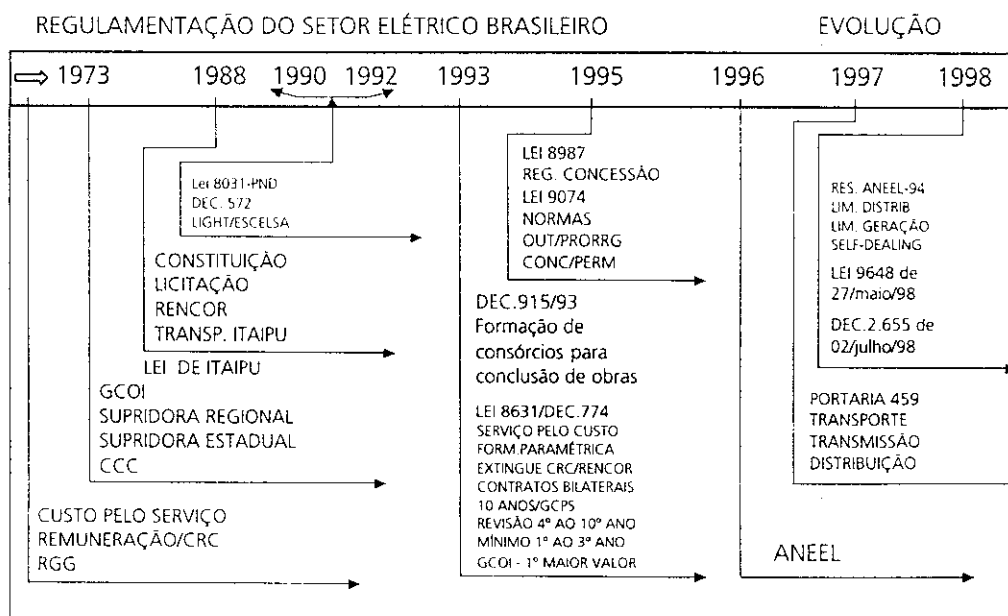 REGULAMENTAÇÃO DO SETOR ELÉTRICO BRASILEIRO EVOLUÇÃO
1973 1988 1990 1992 1993 1995 1996 1997 1998
Lei 8031-PND
DEC. 572
LIGHT/ESCELSA
CONSTITUIÇÃO
LICITAÇÃO
RENCOR
TRANSP. ITAIPU
LEI DE ITAIPU
GCOI
SUPRIDORA REGIONAL
SUPRIDORA ESTADUAL
CCC
CUSTO PELO SERVIÇO
REMUNERAÇÃO/CRC
RGG
LEI 8987
REG. CONCESSÃO
LEI 9074
NORMAS
OUT/PRORRG
CONC/PERM
DEC.915/93
Formação de
consórcios para
conclusão de obras
LEI 8631/DEC.774
SERVIÇO PELO CUSTO
FORM.PARAMÉTRICA
EXTINGUE CRC/RENCOR
CONTRATOS BILATERAIS
10 ANOS/GCPS
REVISÃO 4º AO 10º ANO
MÍNIMO 1º AO 3º ANO
GCOI - 1º MAIOR VALOR
RES. ANEEL-94
LIM. DISTRIB
LIM. GERAÇÃO
SELF-DEALING
LEI 9648 de
27/maio/98
DEC.2.655 de
02/julho/98
PORTARIA 459
TRANSPORTE
TRANSMISSÃO
DISTRIBUIÇÃO
ANEEL